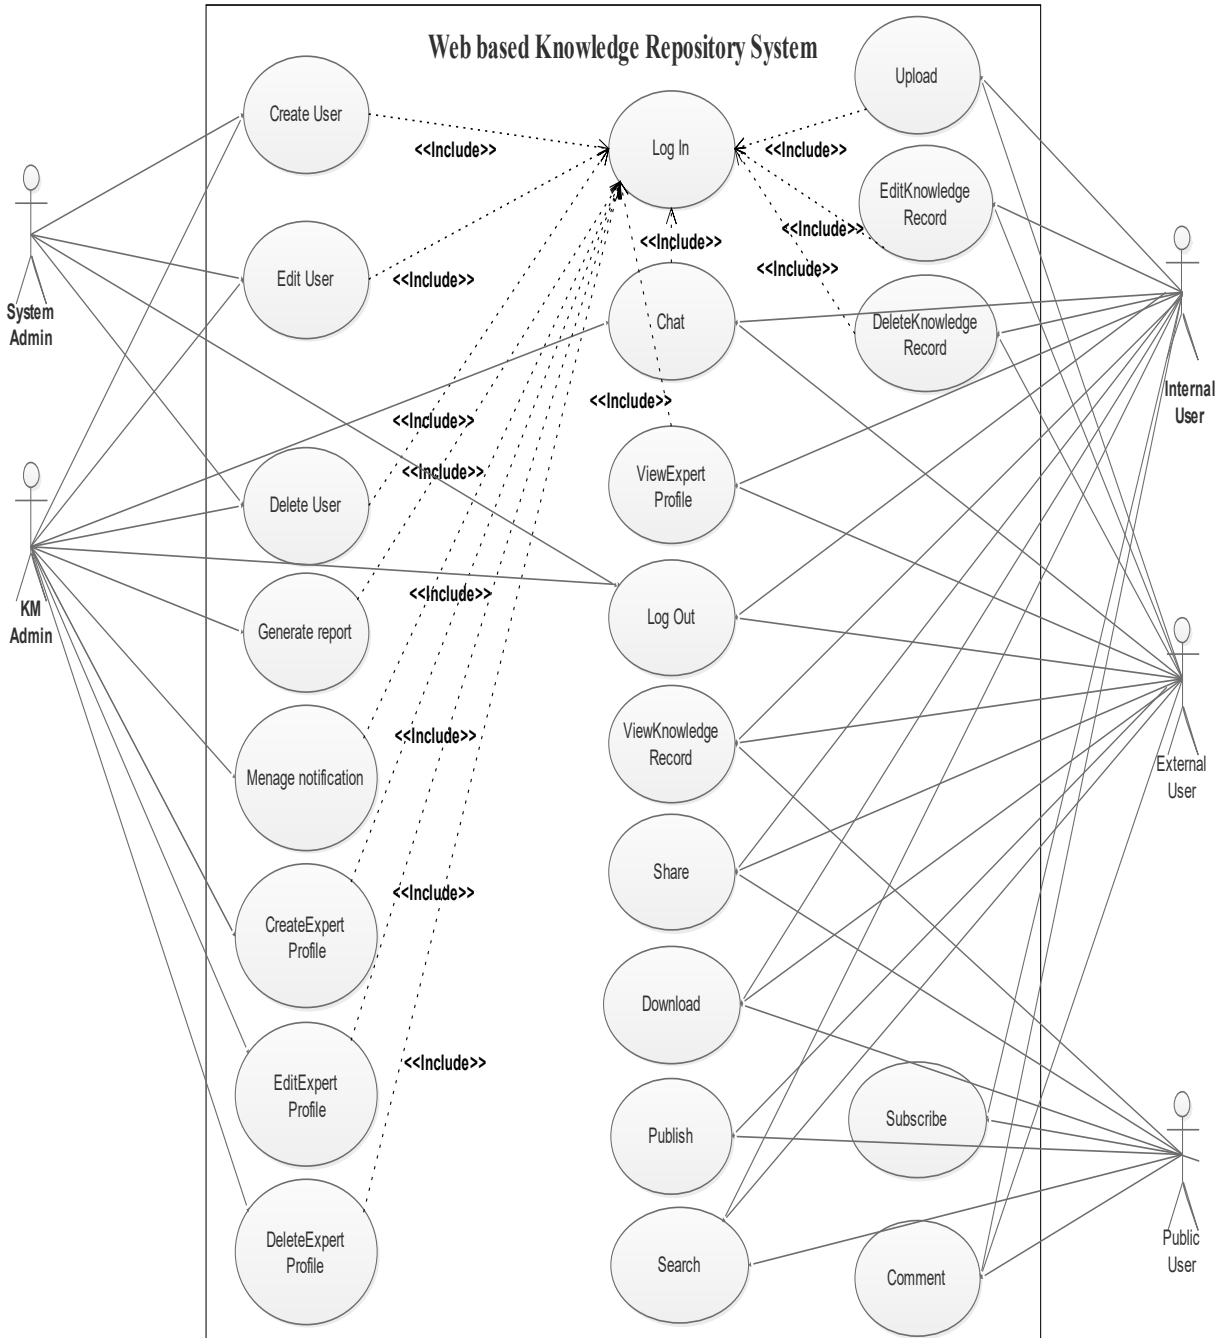 Web based Knowledge Repository System
Create User
Log In
Upload
<<Include>>
<<Include>>
EditKnowledge
Record
<<Include>>
<<Include>>
System
Admin
Edit User
<<Include>>
<<Include>>
Chat
DeleteKnowledge
Record
Internal
User
<<Include>>
<<Include>>
<<Include>>
ViewExpert
Profile
Delete User
KM
Admin
<<Include>>
Generate report
Log Out
<<Include>>
ViewKnowledge
Record
Menage notification
External
User
Share
<<Include>>
CreateExpert
Profile
Download
<<Include>>
EditExpert
Profile
Publish
Subscribe
DeleteExpert
Profile
Search
Comment
Public
User